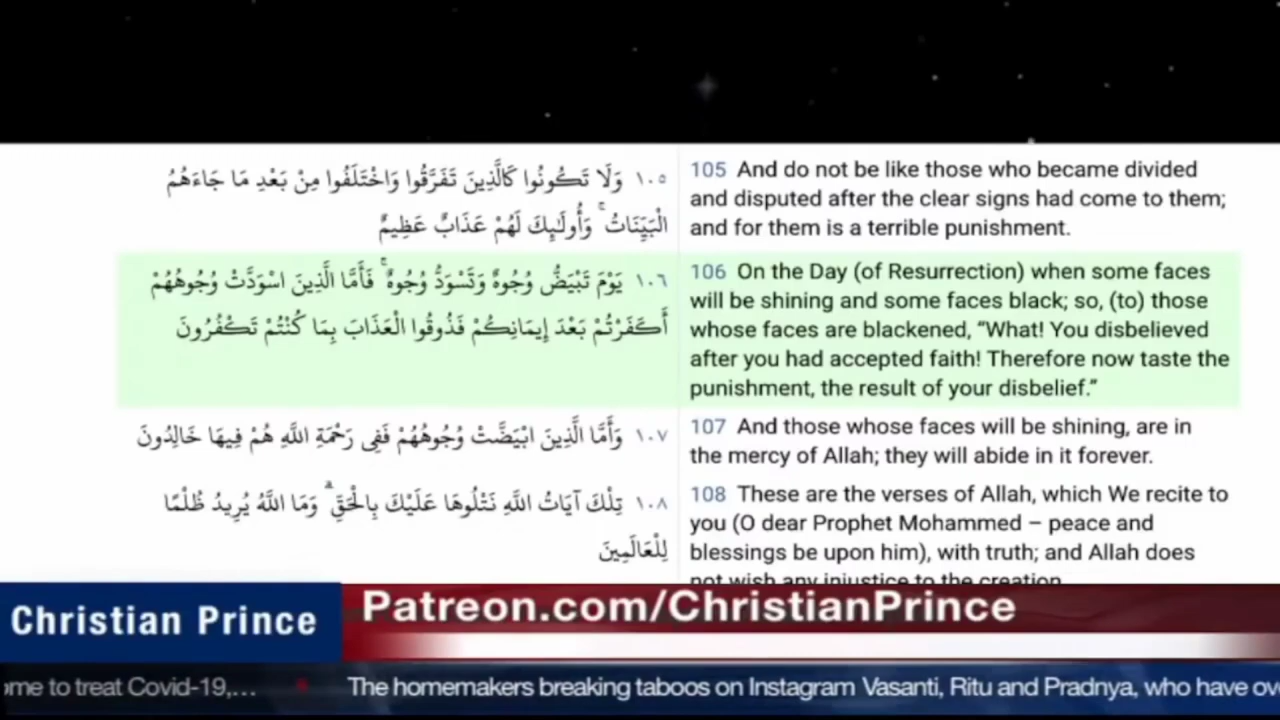 ١٠٥ وَلَا تَكُونُوا كَالَّذِينَ تَفَرَّقُوا وَاخْتَلَفُوا مِنْ بَعْدِ مَا جَاءَهُمُ
الْبَيِّنَاتُ ۚ وَأُولَٰئِكَ لَهُمْ عَذَابٌ عَظِيمٌ
١٠٦ يَوْمَ تَبْيَضُّ وُجُوهٌ وَتَسْوَدُّ وُجُوهٌ ۚ فَأَمَّا الَّذِينَ اسْوَدَّتْ وُجُوهُهُمْ
أَكَفَرْتُمْ بَعْدَ إِيمَانِكُمْ فَذُوقُوا الْعَذَابَ بِمَا كُنْتُمْ تَكْفُرُونَ
١٠٧ وَأَمَّا الَّذِينَ ابْيَضَّتْ وُجُوهُهُمْ فَفِي رَحْمَةِ اللَّهِ هُمْ فِيهَا خَالِدُونَ
١٠٨ تِلْكَ آيَاتُ اللَّهِ نَتْلُوهَا عَلَيْكَ بِالْحَقِّ ۗ وَمَا اللَّهُ يُرِيدُ ظُلْمًا
لِلْعَالَمِينَ
105 And do not be like those who became divided
and disputed after the clear signs had come to them;
and for them is a terrible punishment.
106 On the Day (of Resurrection) when some faces
will be shining and some faces black; so, (to) those
whose faces are blackened, “What! You disbelieved
after you had accepted faith! Therefore now taste the
punishment, the result of your disbelief.”
107 And those whose faces will be shining, are in
the mercy of Allah; they will abide in it forever.
108 These are the verses of Allah, which We recite to
you (O dear Prophet Mohammed – peace and
blessings be upon him), with truth; and Allah does
not wish any injustice to the creation
Christian Prince
Patreon.com/ChristianPrince
ome to treat Covid-19,... The homemakers breaking taboos on Instagram Vasanti, Ritu and Pradnya, who have ov